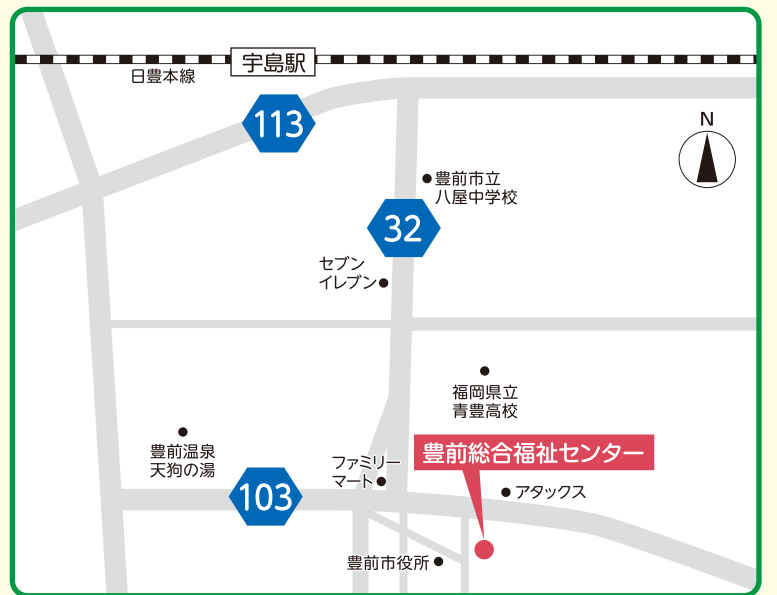 宇島駅
日豊本線
113
N
豊前市立
八屋中学校
32
セブン
イレブン
福岡県立
青豊高校
豊前温泉
天狗の湯
豊前総合福祉センター
ファミリー
マート
103
アタックス
豊前市役所